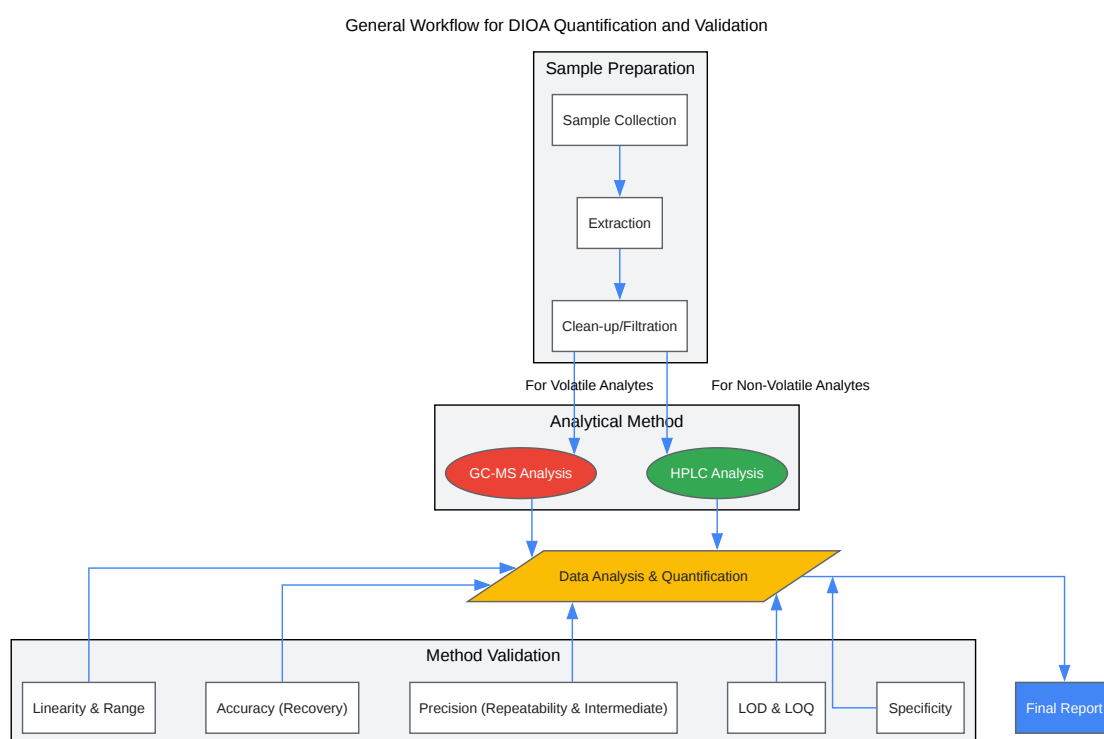 General Workflow for DIOA Quantification and Validation
Sample Preparation
Sample Collection
Extraction
Clean-up/Filtration
For Volatile Analytes
For Non-Volatile Analytes
Analytical Method
GC-MS Analysis
HPLC Analysis
Data Analysis & Quantification
Method Validation
Linearity & Range
Accuracy (Recovery)
Precision (Repeatability & Intermediate)
LOD & LOQ
Specificity
Final Report